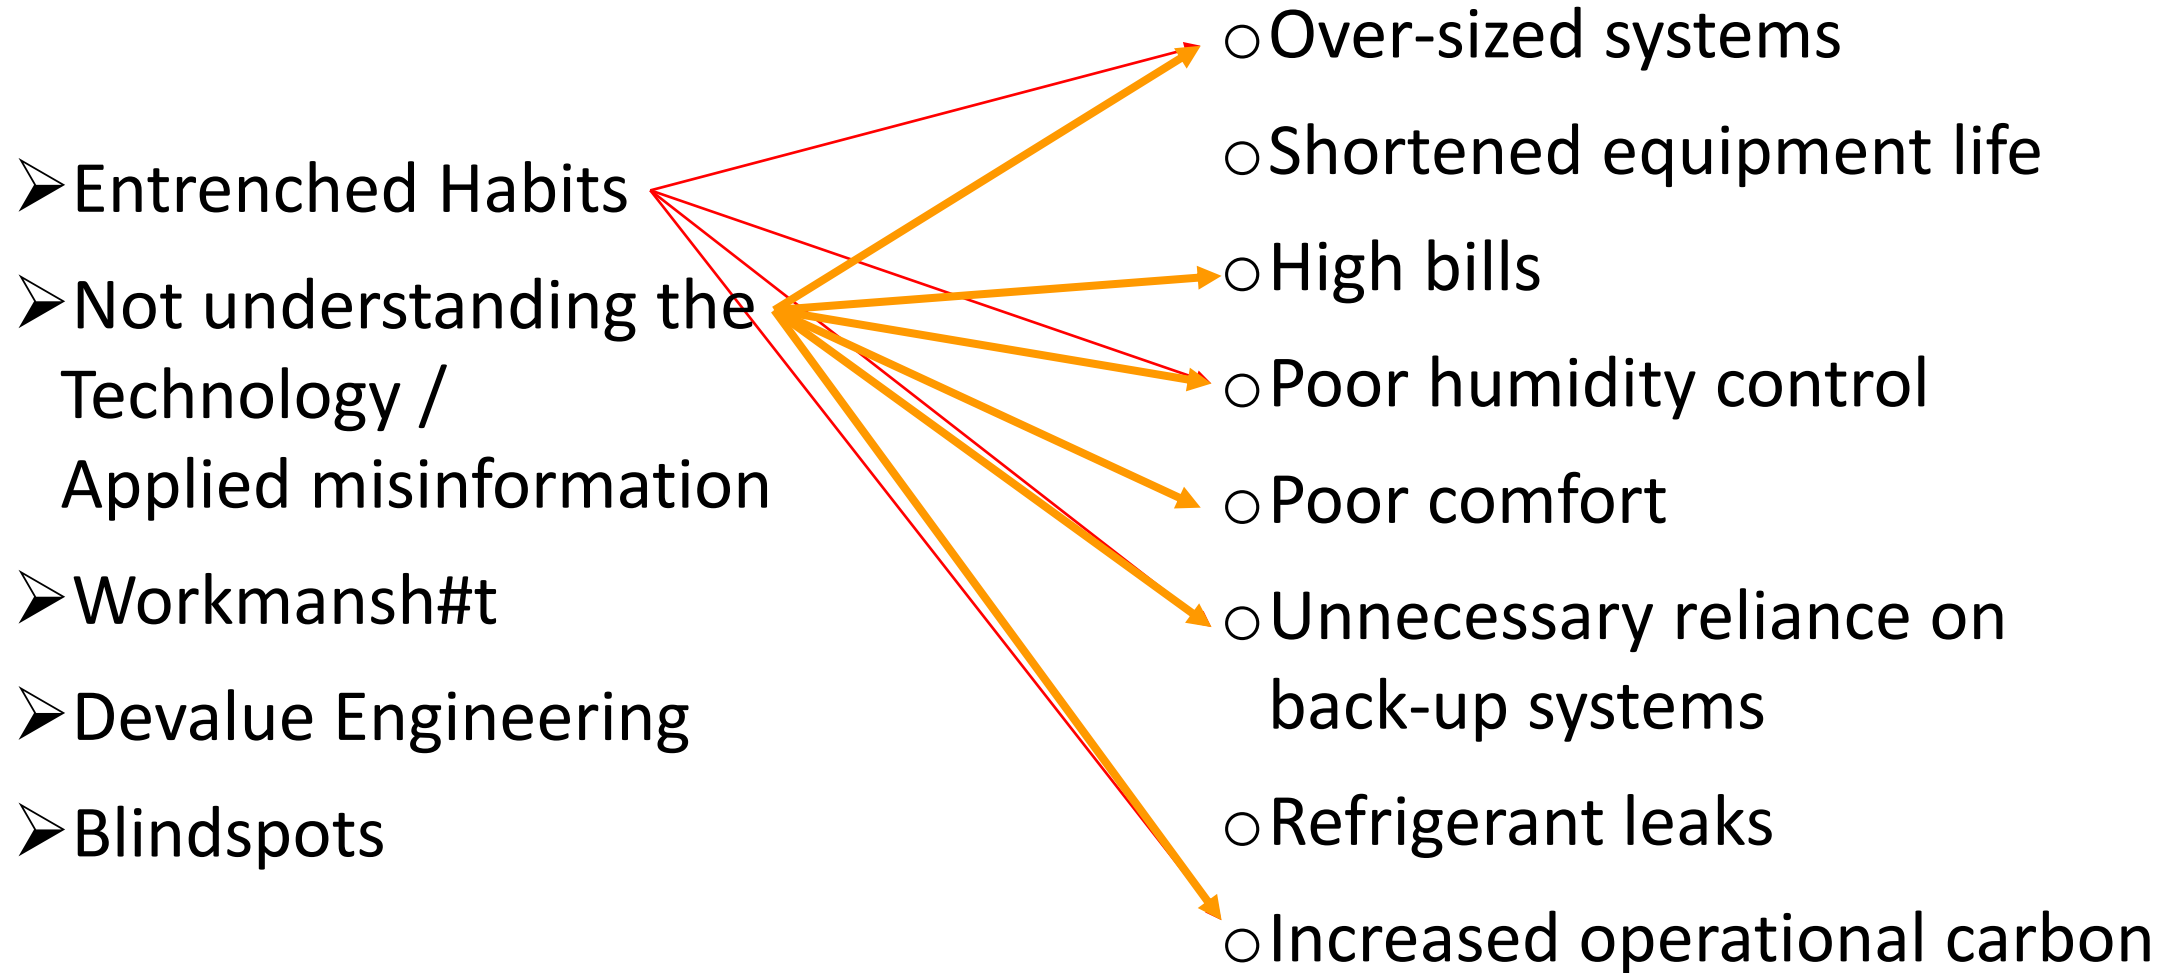 Entrenched Habits
Not understanding the
Technology /
Applied misinformation
Workmansh#t
Devalue Engineering
Blindspots
Over-sized systems
Shortened equipment life
High bills
Poor humidity control
Poor comfort
Unnecessary reliance on
back-up systems
Refrigerant leaks
Increased operational carbon